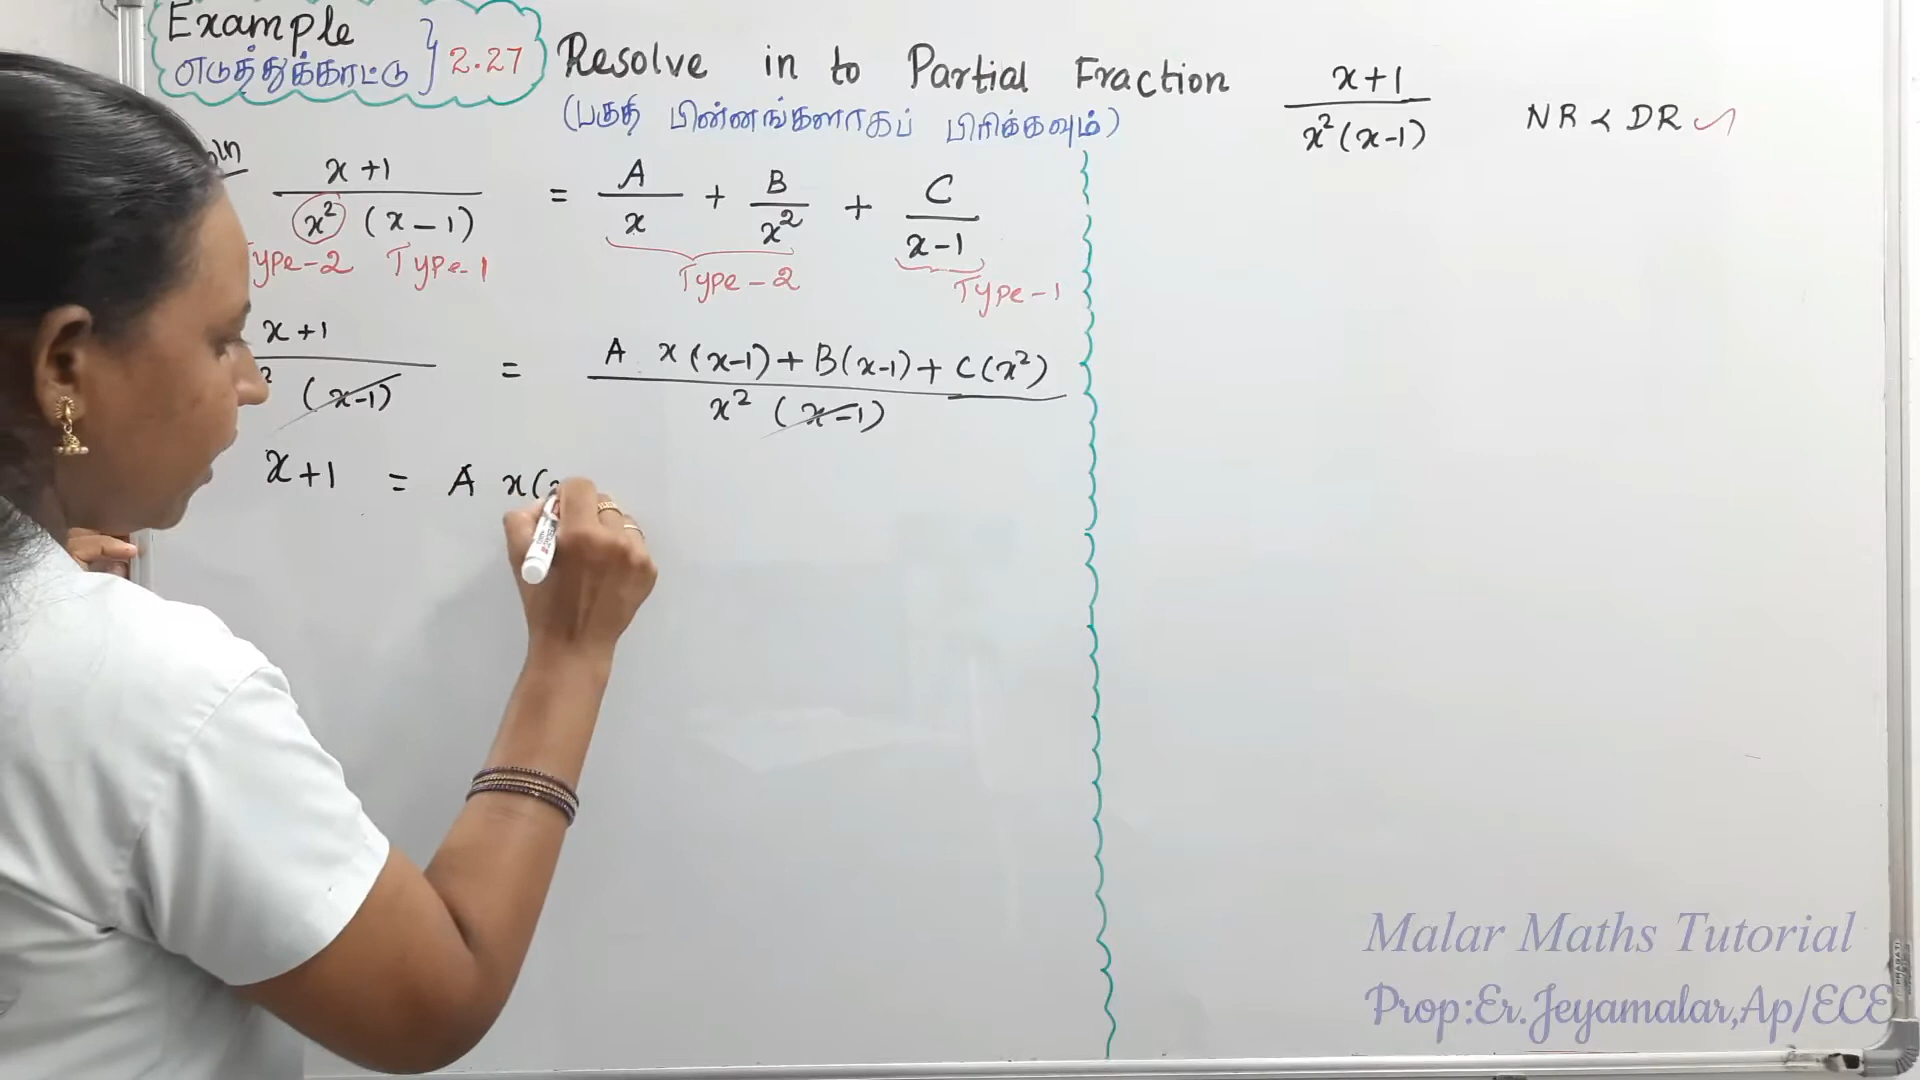 Example
எடுத்துக்காட்டு } 2.27
Resolve in to Partial Fraction x+1 / x²(x-1)
(பகுதி பின்னங்களாகப் பிரிக்கவும்)
NR < DR ✓
x+1 / x² (x-1) = A / x + B / x² + C / x-1
Type-2 Type-1
Type-2 Type-1
x+1 / ² (x-1) = A x(x-1) + B(x-1) + C(x²) / x² (x-1)
x+1 = A x(
Malar Maths Tutorial
Prop:Er.Jeyamalar,Ap/ECE